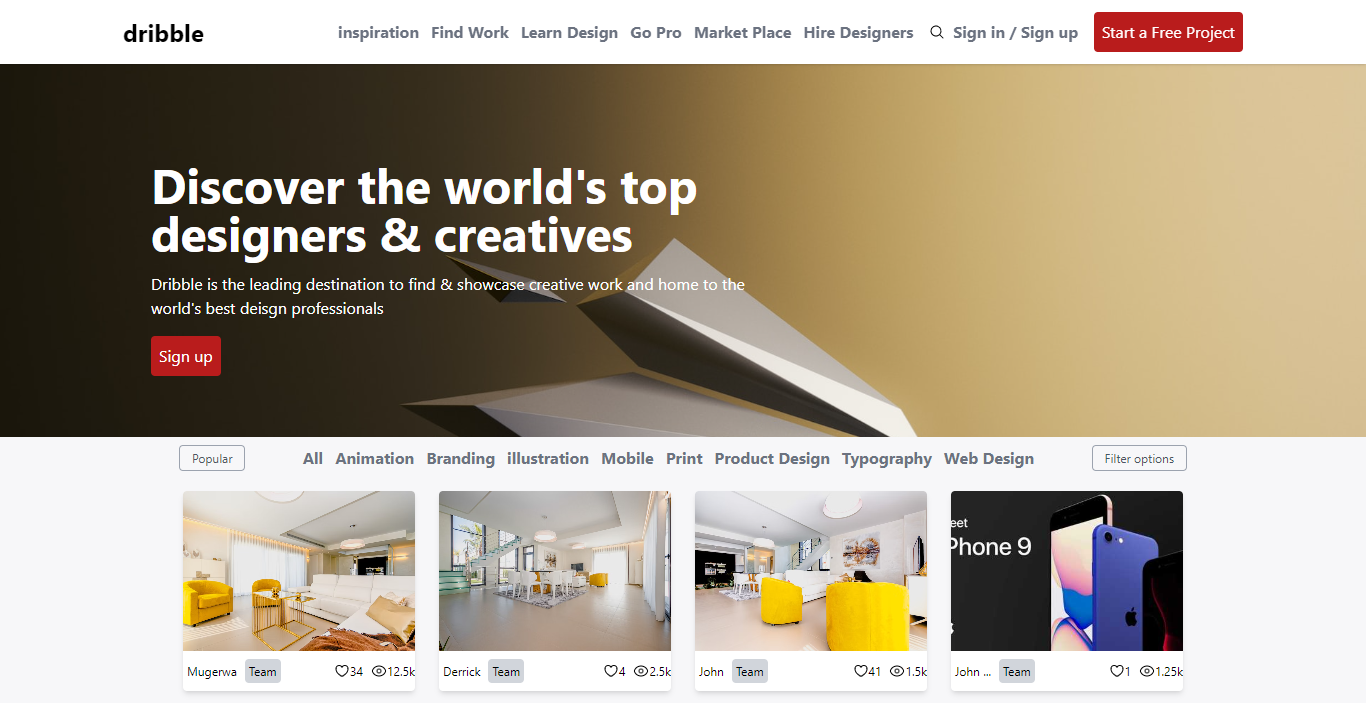 dribble
inspiration Find Work Learn Design Go Pro Market Place Hire Designers Sign in / Sign up Start a Free Project
Discover the world's top
designers & creatives
Dribble is the leading destination to find & showcase creative work and home to the
world's best deisgn professionals
Sign up
Popular All Animation Branding illustration Mobile Print Product Design Typography Web Design Filter options
eet
Phone 9
Mugerwa Team 34 12.5k
Derrick Team 4 2.5k
John Team 41 1.5k
John ... Team 1 1.25k